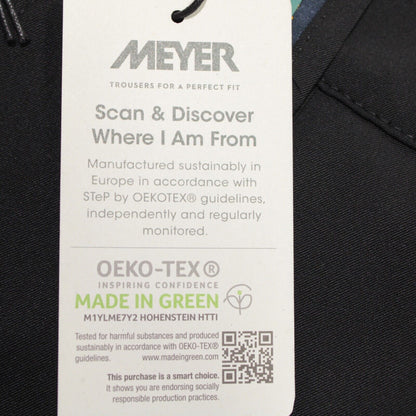 MEYER
TROUSERS FOR A PERFECT FIT
Scan & Discover
Where I Am From
Manufactured sustainably in
Europe in accordance with
STeP by OEKOTEX® guidelines,
independently and regularly
monitored.
OEKO-TEX®
INSPIRING CONFIDENCE
MADE IN GREEN
M1YLME7Y2 HOHENSTEIN HTTI
Tested for harmful substances and produced
sustainably in accordance with OEKO-TEX®
guidelines. www.madeingreen.com
This purchase is a smart choice.
It shows you are endorsing socially
responsible production practices.